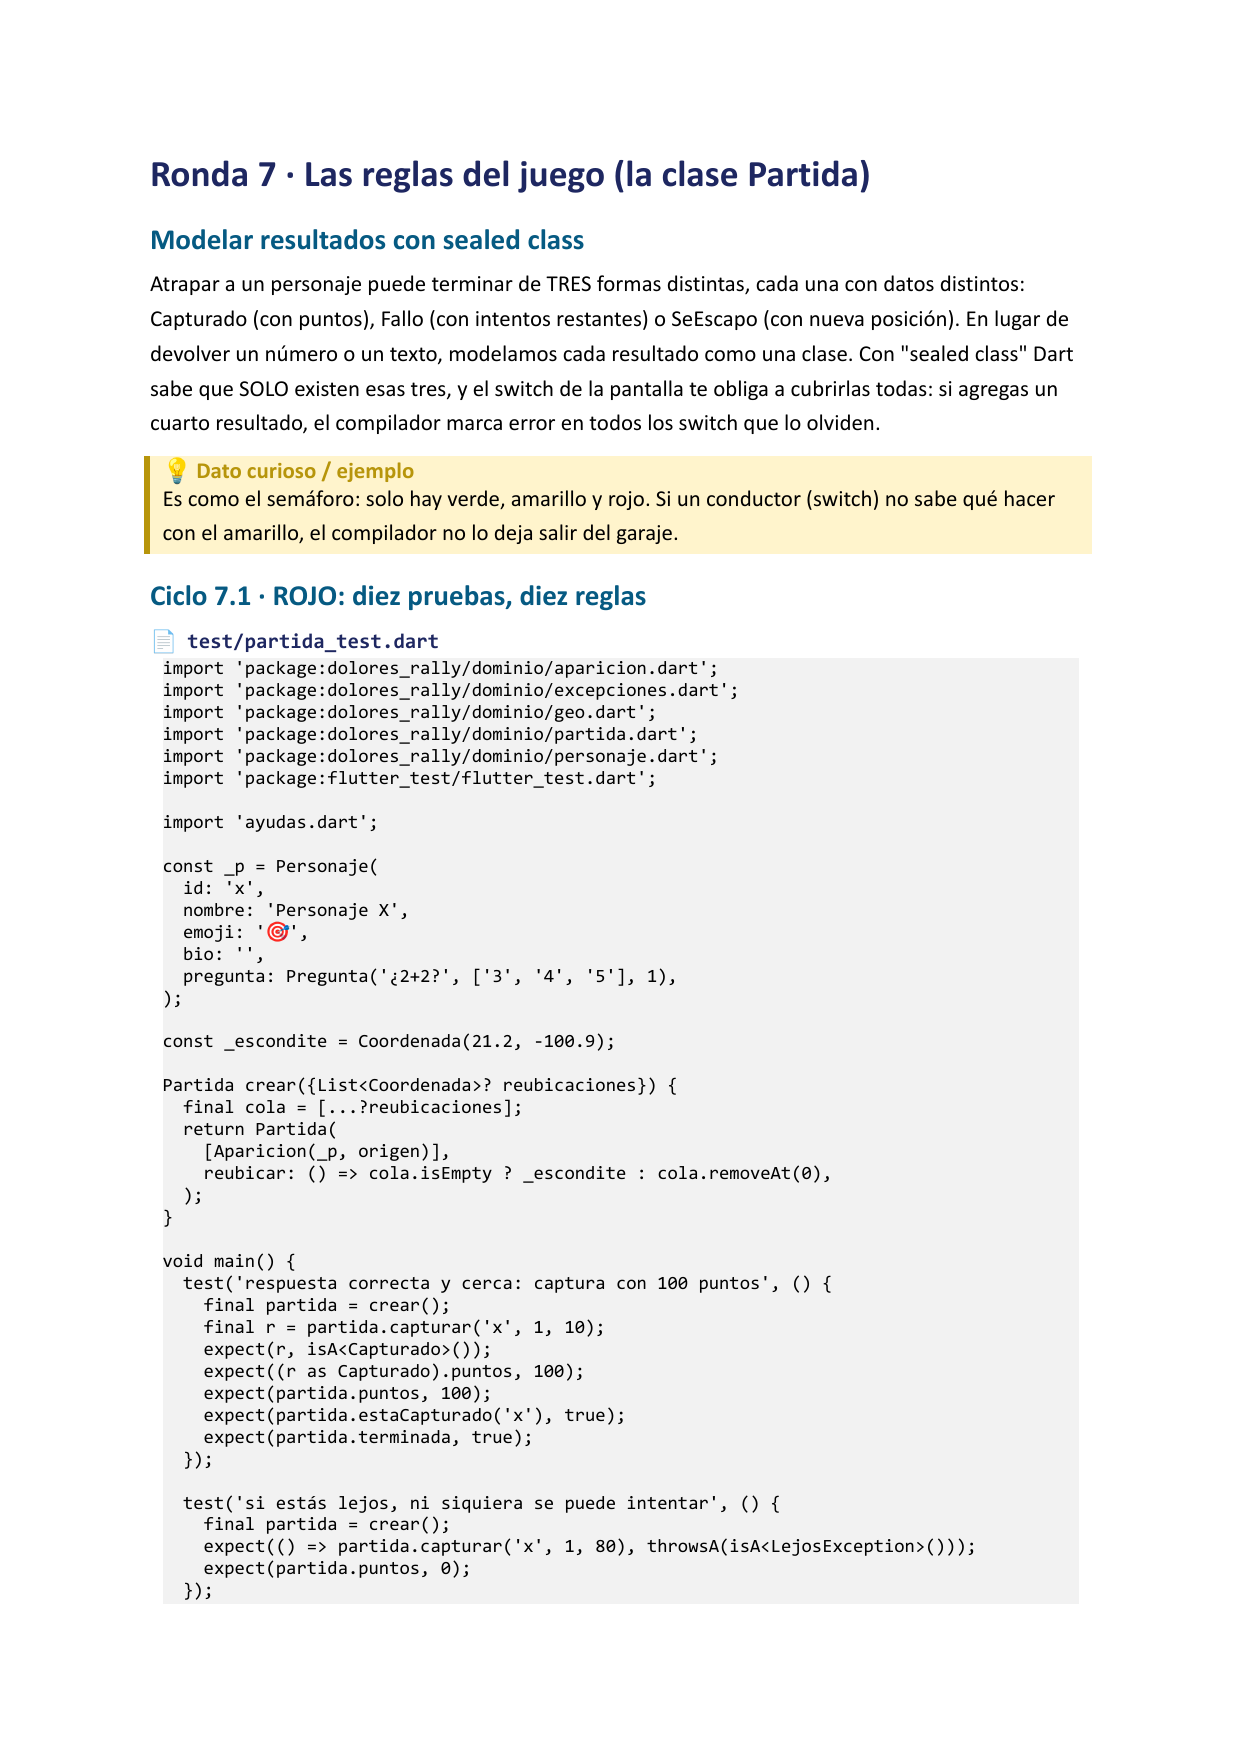 Ronda 7 · Las reglas del juego (la clase Partida)
Modelar resultados con sealed class
Atrapar a un personaje puede terminar de TRES formas distintas, cada una con datos distintos:
Capturado (con puntos), Fallo (con intentos restantes) o SeEscapo (con nueva posición). En lugar de
devolver un número o un texto, modelamos cada resultado como una clase. Con "sealed class" Dart
sabe que SOLO existen esas tres, y el switch de la pantalla te obliga a cubrirlas todas: si agregas un
cuarto resultado, el compilador marca error en todos los switch que lo olviden.
💡 Dato curioso / ejemplo
Es como el semáforo: solo hay verde, amarillo y rojo. Si un conductor (switch) no sabe qué hacer
con el amarillo, el compilador no lo deja salir del garaje.
Ciclo 7.1 · ROJO: diez pruebas, diez reglas
📄 test/partida_test.dart
import 'package:dolores_rally/dominio/aparicion.dart';
import 'package:dolores_rally/dominio/excepciones.dart';
import 'package:dolores_rally/dominio/geo.dart';
import 'package:dolores_rally/dominio/partida.dart';
import 'package:dolores_rally/dominio/personaje.dart';
import 'package:flutter_test/flutter_test.dart';

import 'ayudas.dart';

const _p = Personaje(
  id: 'x',
  nombre: 'Personaje X',
  emoji: '🎯',
  bio: '',
  pregunta: Pregunta('¿2+2?', ['3', '4', '5'], 1),
);

const _escondite = Coordenada(21.2, -100.9);

Partida crear({List<Coordenada>? reubicaciones}) {
  final cola = [...?reubicaciones];
  return Partida(
    [Aparicion(_p, origen)],
    reubicar: () => cola.isEmpty ? _escondite : cola.removeAt(0),
  );
}

void main() {
  test('respuesta correcta y cerca: captura con 100 puntos', () {
    final partida = crear();
    final r = partida.capturar('x', 1, 10);
    expect(r, isA<Capturado>());
    expect((r as Capturado).puntos, 100);
    expect(partida.puntos, 100);
    expect(partida.estaCapturado('x'), true);
    expect(partida.terminada, true);
  });

  test('si estás lejos, ni siquiera se puede intentar', () {
    final partida = crear();
    expect(() => partida.capturar('x', 1, 80), throwsA(isA<LejosException>()));
    expect(partida.puntos, 0);
  });